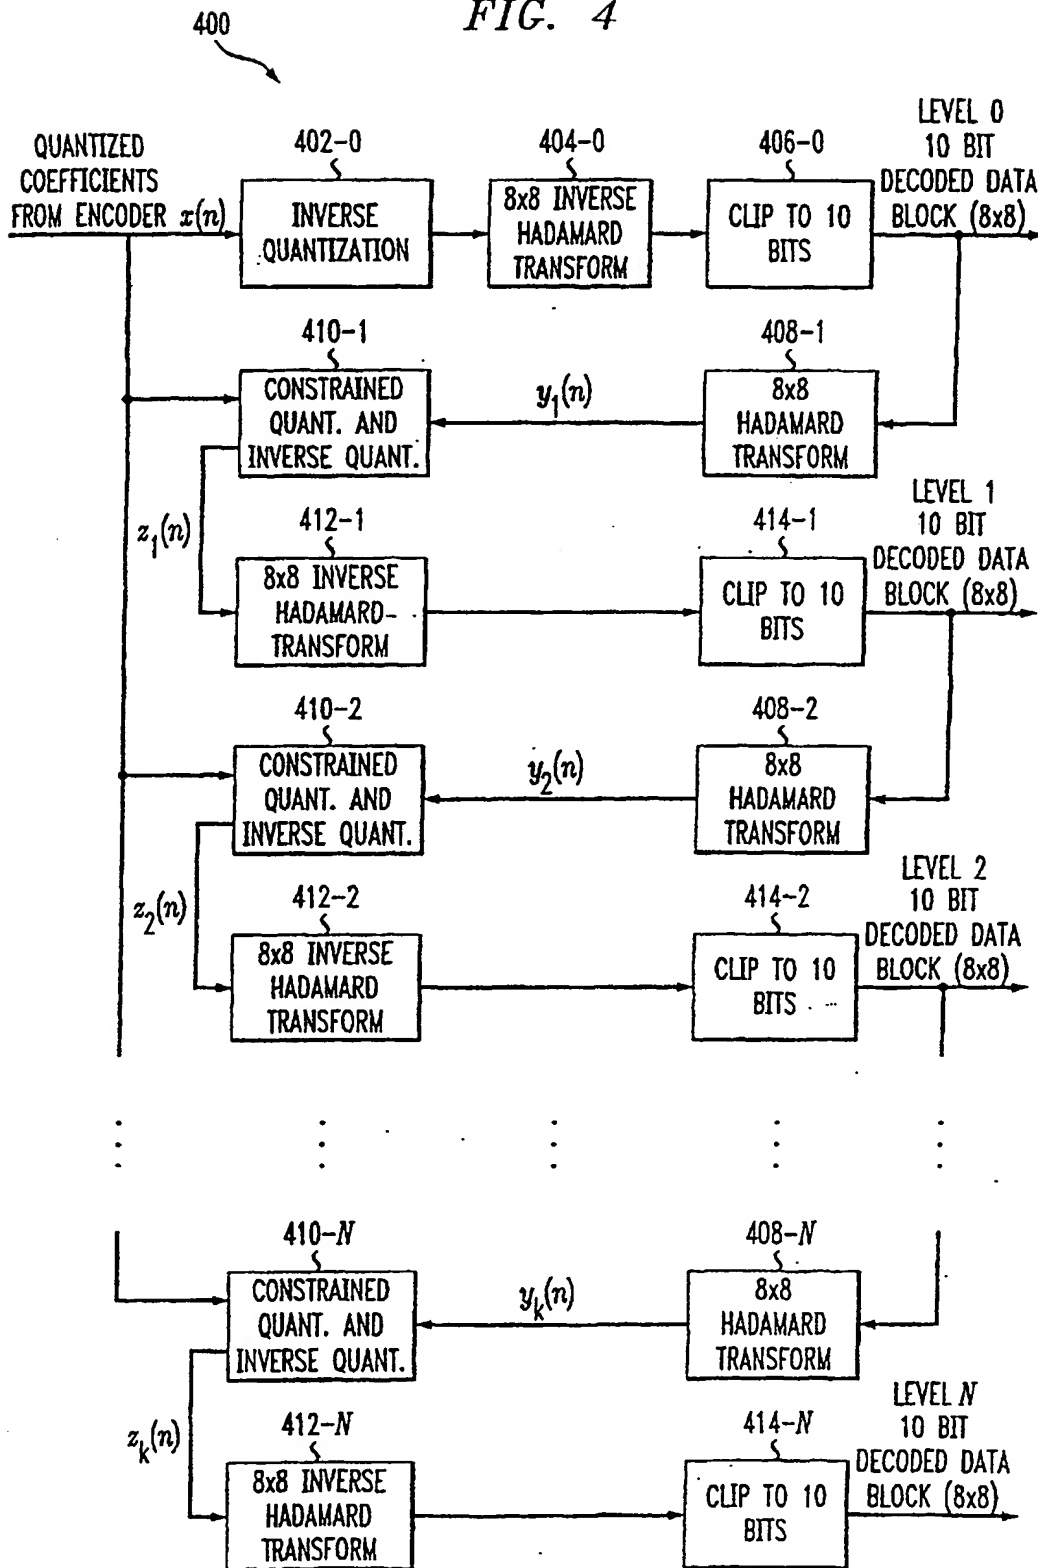 FIG. 4
400
QUANTIZED
COEFFICIENTS
FROM ENCODER x(n)
402-0
INVERSE
QUANTIZATION
404-0
8x8 INVERSE
HADAMARD
TRANSFORM
406-0
CLIP TO 10
BITS
LEVEL 0
10 BIT
DECODED DATA
BLOCK (8x8)
410-1
CONSTRAINED
QUANT. AND
INVERSE QUANT.
y1(n)
408-1
8x8
HADAMARD
TRANSFORM
z1(n)
412-1
8x8 INVERSE
HADAMARD-
TRANSFORM
414-1
CLIP TO 10
BITS
LEVEL 1
10 BIT
DECODED DATA
BLOCK (8x8)
410-2
CONSTRAINED
QUANT. AND
INVERSE QUANT.
y2(n)
408-2
8x8
HADAMARD
TRANSFORM
z2(n)
412-2
8x8 INVERSE
HADAMARD
TRANSFORM
414-2
CLIP TO 10
BITS
LEVEL 2
10 BIT
DECODED DATA
BLOCK (8x8)
410-N
CONSTRAINED
QUANT. AND
INVERSE QUANT.
yk(n)
408-N
8x8
HADAMARD
TRANSFORM
zk(n)
412-N
8x8 INVERSE
HADAMARD
TRANSFORM
414-N
CLIP TO 10
BITS
LEVEL N
10 BIT
DECODED DATA
BLOCK (8x8)